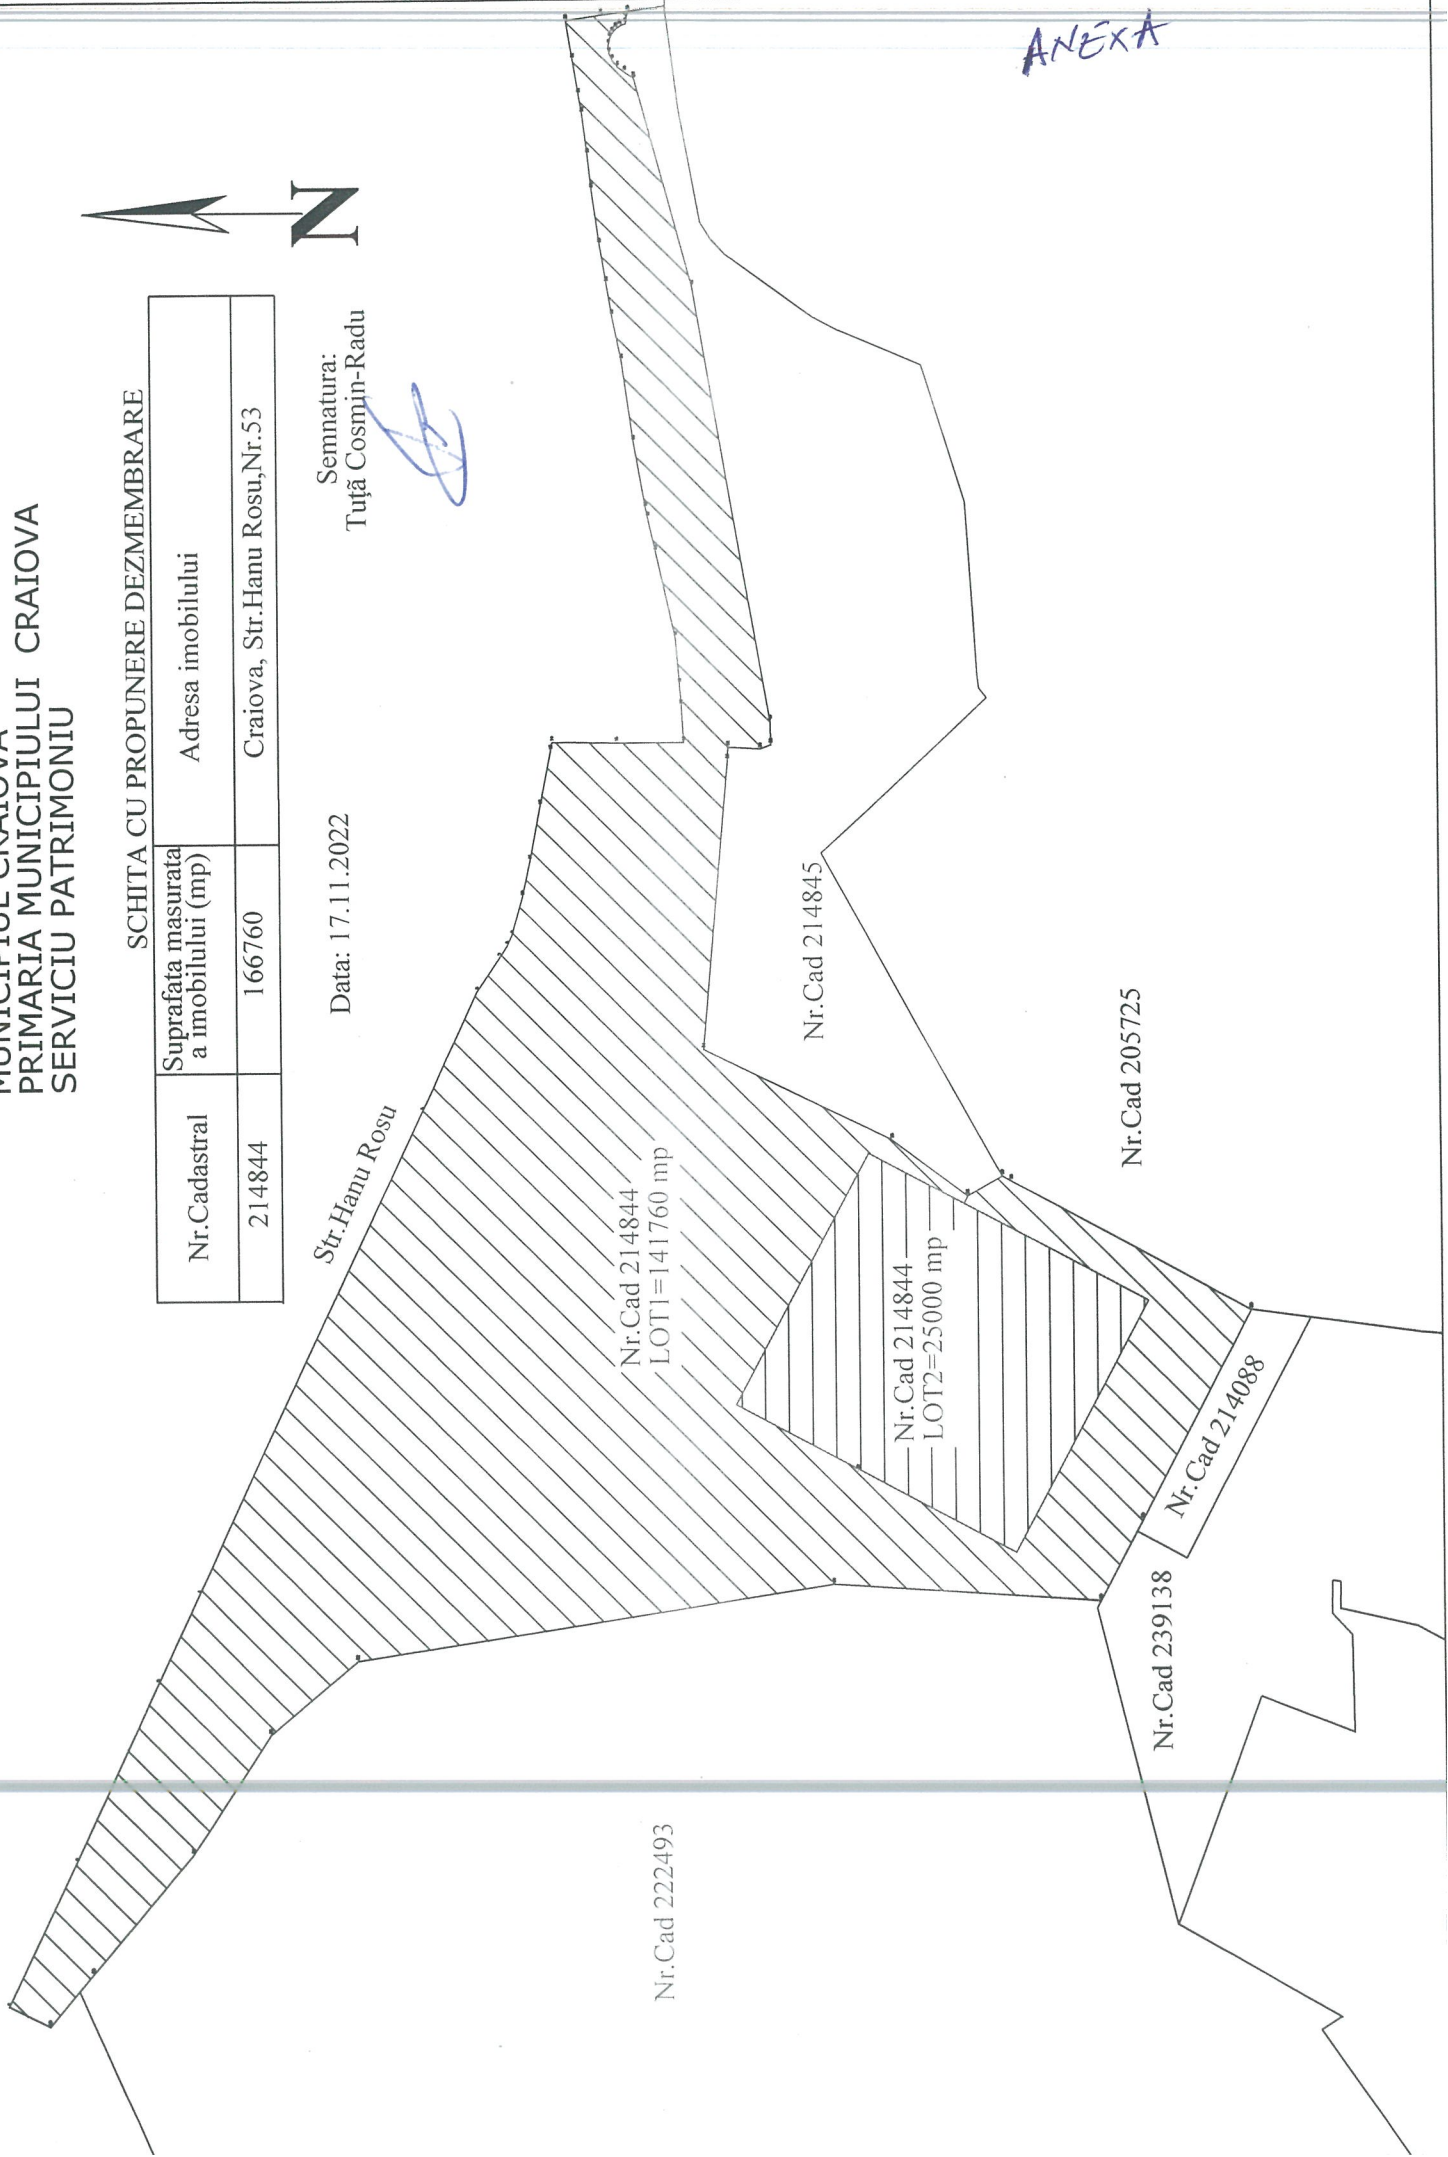 MUNICIPIUL CRAIOVA
PRIMARIA MUNICIPIULUI CRAIOVA
SERVICIU PATRIMONIU
ANEXA
SCHITA CU PROPUNERE DEZMEMBRARE
Nr.Cadastral
Suprafata masurata
a imobilului (mp)
Adresa imobilului
214844
166760
Craiova, Str.Hanu Rosu,Nr.53
N
Data: 17.11.2022
Semnatura:
Tuţă Cosmin-Radu
Str.Hanu Rosu
Nr.Cad 214844
LOT1=141760 mp
Nr.Cad 214845
Nr.Cad 214844
LOT2=25000 mp
Nr.Cad 222493
Nr.Cad 205725
Nr.Cad 214088
Nr.Cad 239138